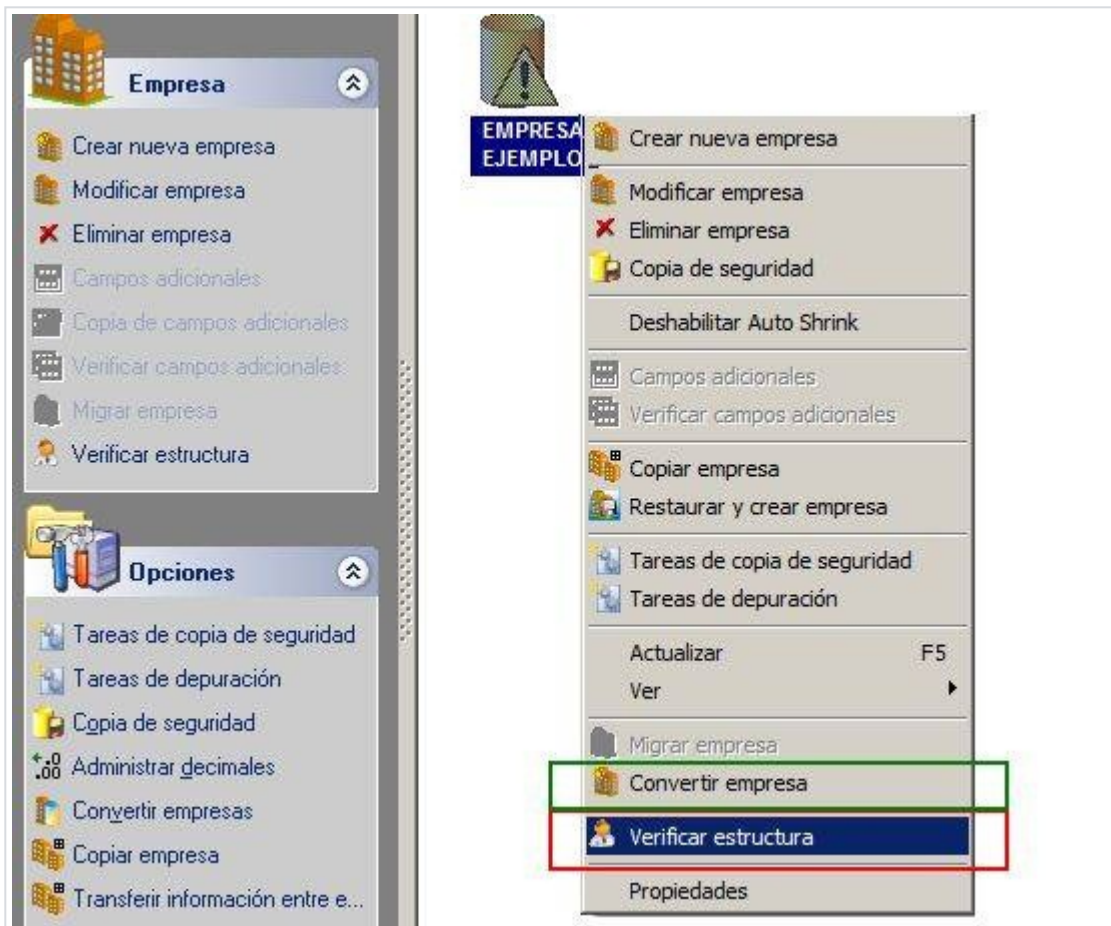 Empresa
Crear nueva empresa
Modificar empresa
Eliminar empresa
Campos adicionales
Copia de campos adicionales
Verificar campos adicionales
Migrar empresa
Verificar estructura
Opciones
Tareas de copia de seguridad
Tareas de depuración
Copia de seguridad
Administrar decimales
Convertir empresas
Copiar empresa
Transferir información entre e...
EMPRESA
EJEMPLO
Crear nueva empresa
Modificar empresa
Eliminar empresa
Copia de seguridad
Deshabilitar Auto Shrink
Campos adicionales
Verificar campos adicionales
Copiar empresa
Restaurar y crear empresa
Tareas de copia de seguridad
Tareas de depuración
Actualizar F5
Ver
Migrar empresa
Convertir empresa
Verificar estructura
Propiedades